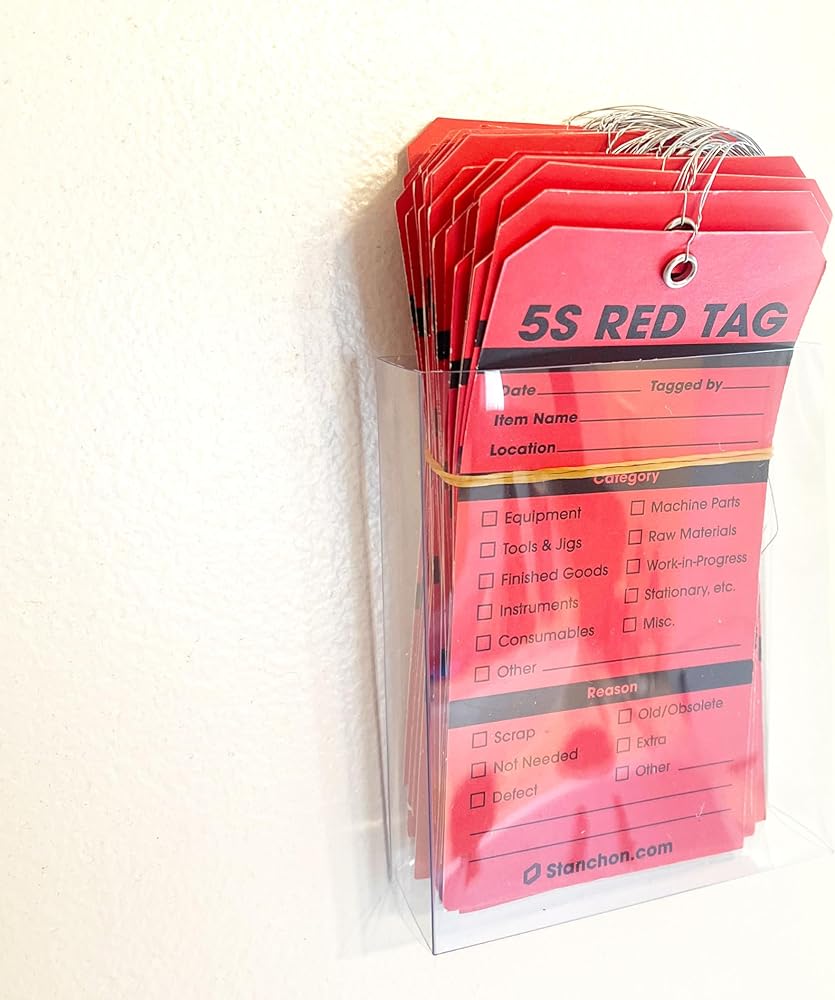 5S RED TAG
Date Tagged by
Item Name
Location
Category
Equipment Machine Parts
Tools & Jigs Raw Materials
Finished Goods Work-in-Progress
Instruments Stationary, etc.
Consumables Misc.
Other
Reason
Scrap Old/Obsolete
Not Needed Extra
Defect Other
Stanchon.com